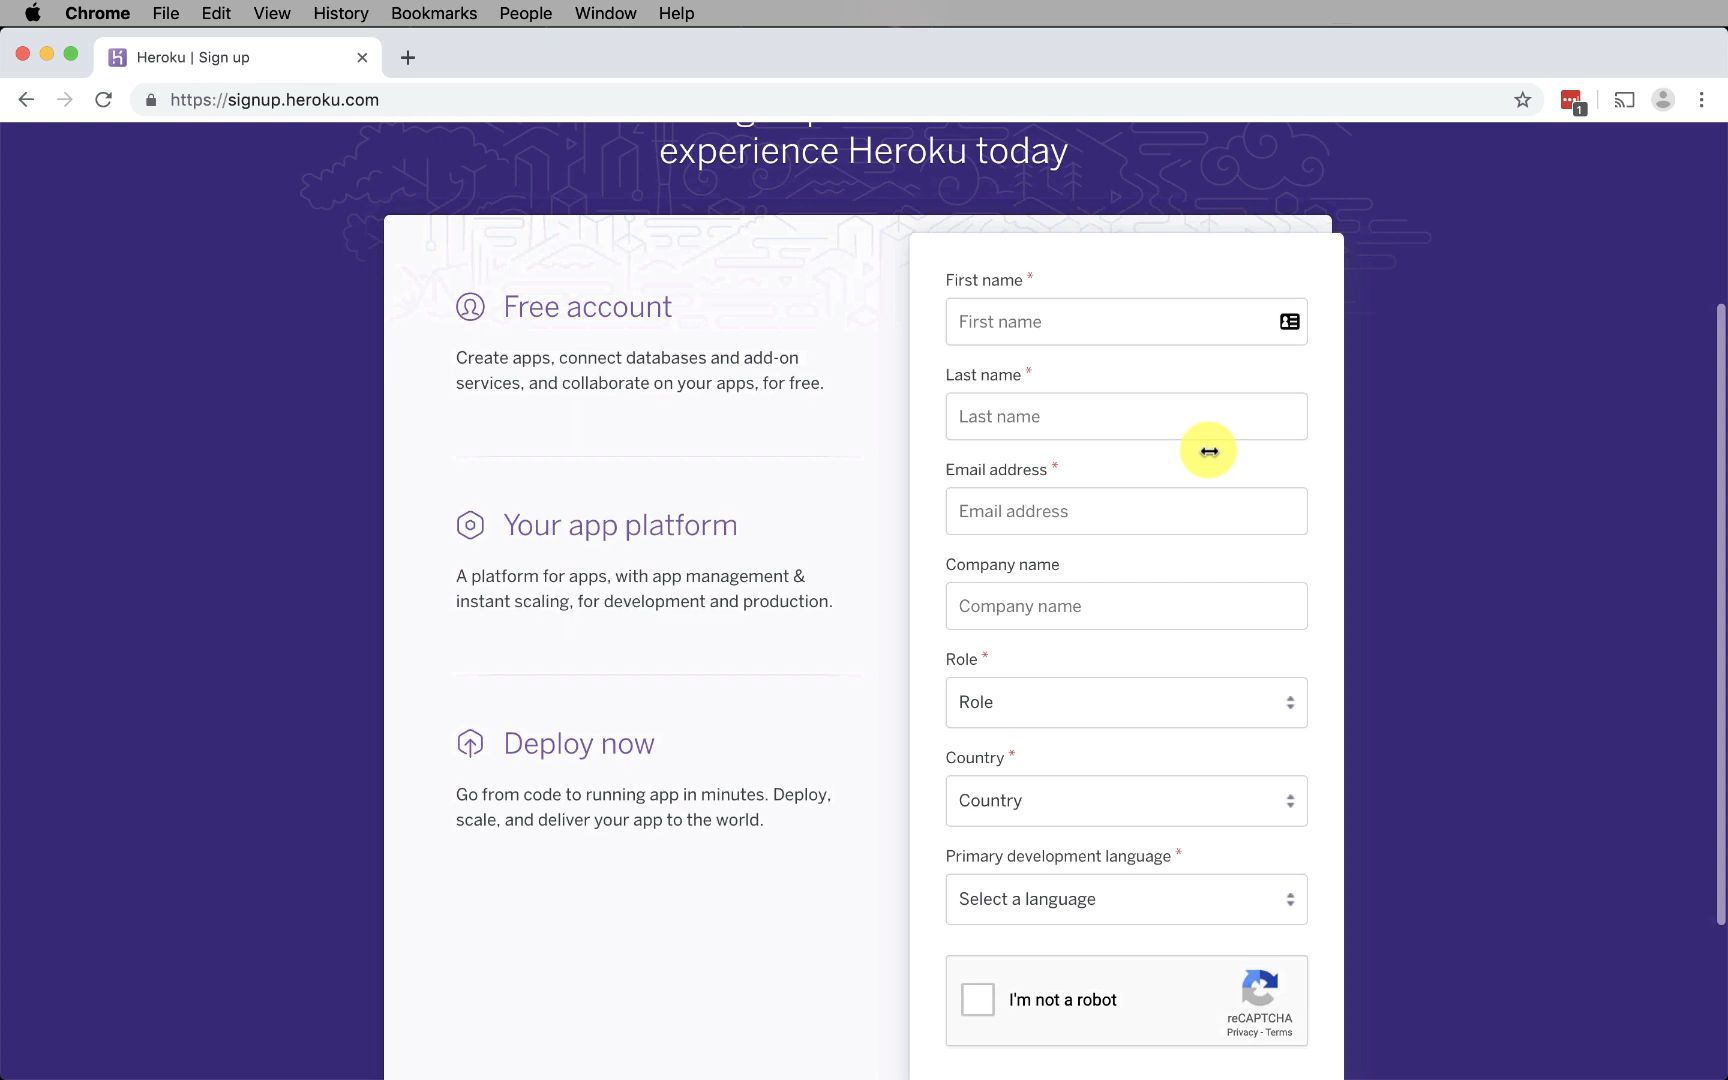 Chrome File Edit View History Bookmarks People Window Help
Heroku | Sign up
https://signup.heroku.com
1
experience Heroku today
Free account
Create apps, connect databases and add-on
services, and collaborate on your apps, for free.
Your app platform
A platform for apps, with app management &
instant scaling, for development and production.
Deploy now
Go from code to running app in minutes. Deploy,
scale, and deliver your app to the world.
First name *
First name
Last name *
Last name
Email address *
Email address
Company name
Company name
Role *
Role
Country *
Country
Primary development language *
Select a language
I'm not a robot
reCAPTCHA
Privacy - Terms